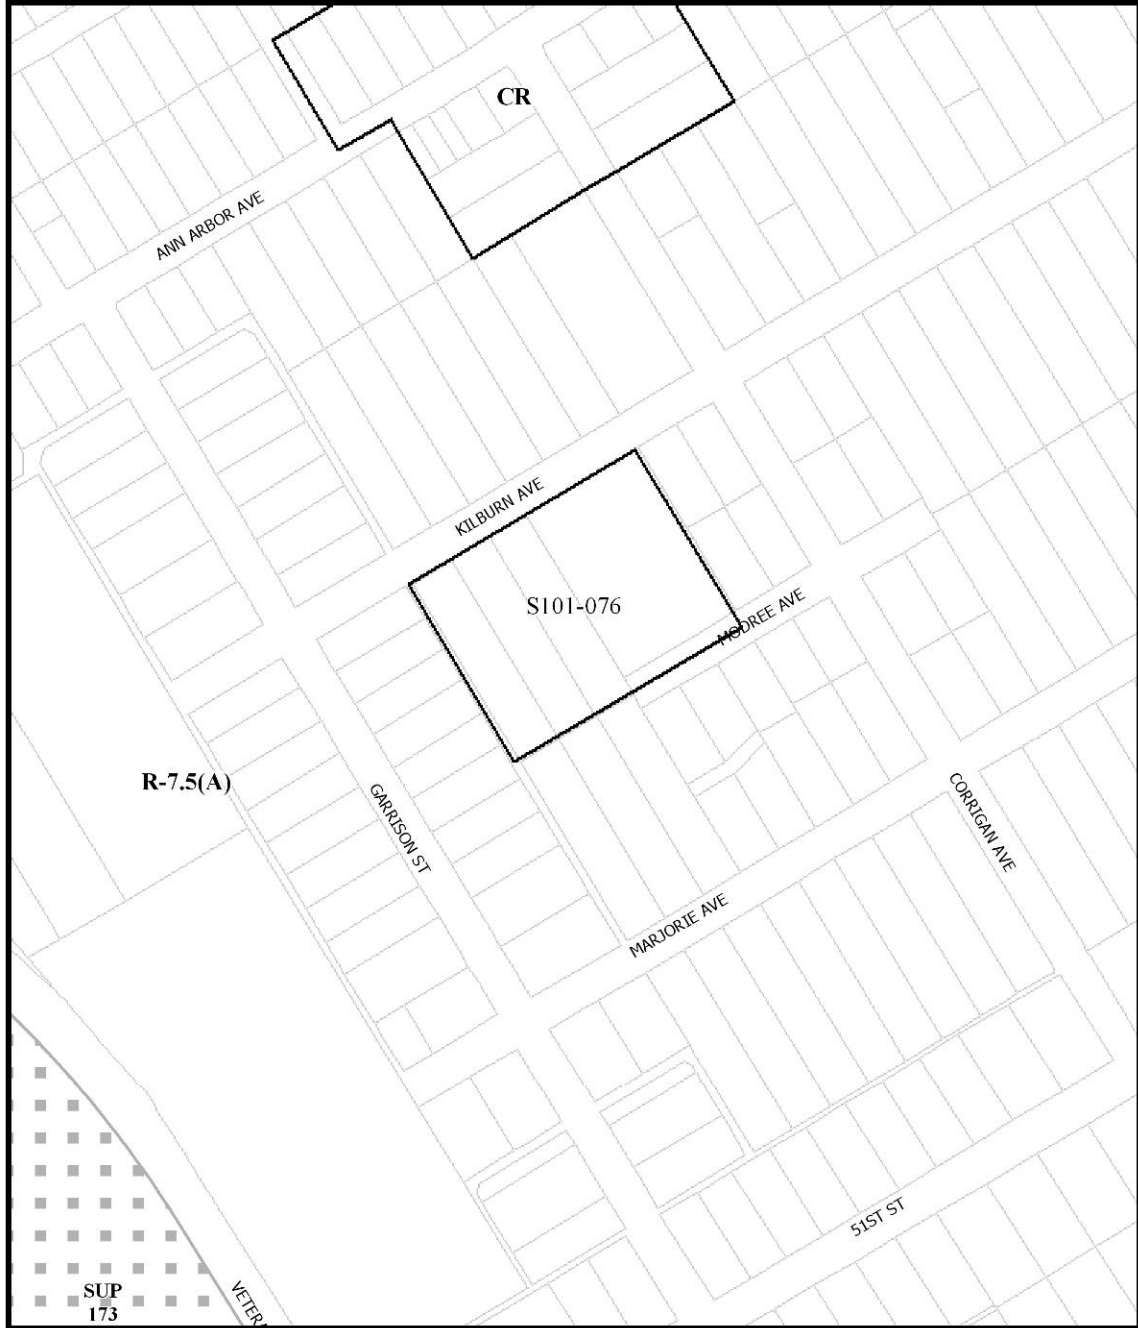 CR
ANN ARBOR AVE
KILBURN AVE
S101-076
MODREE AVE
R-7.5(A)
GARRISON ST
CORRIGAN AVE
MARJORIE AVE
51ST ST
SUP
173
VETERA